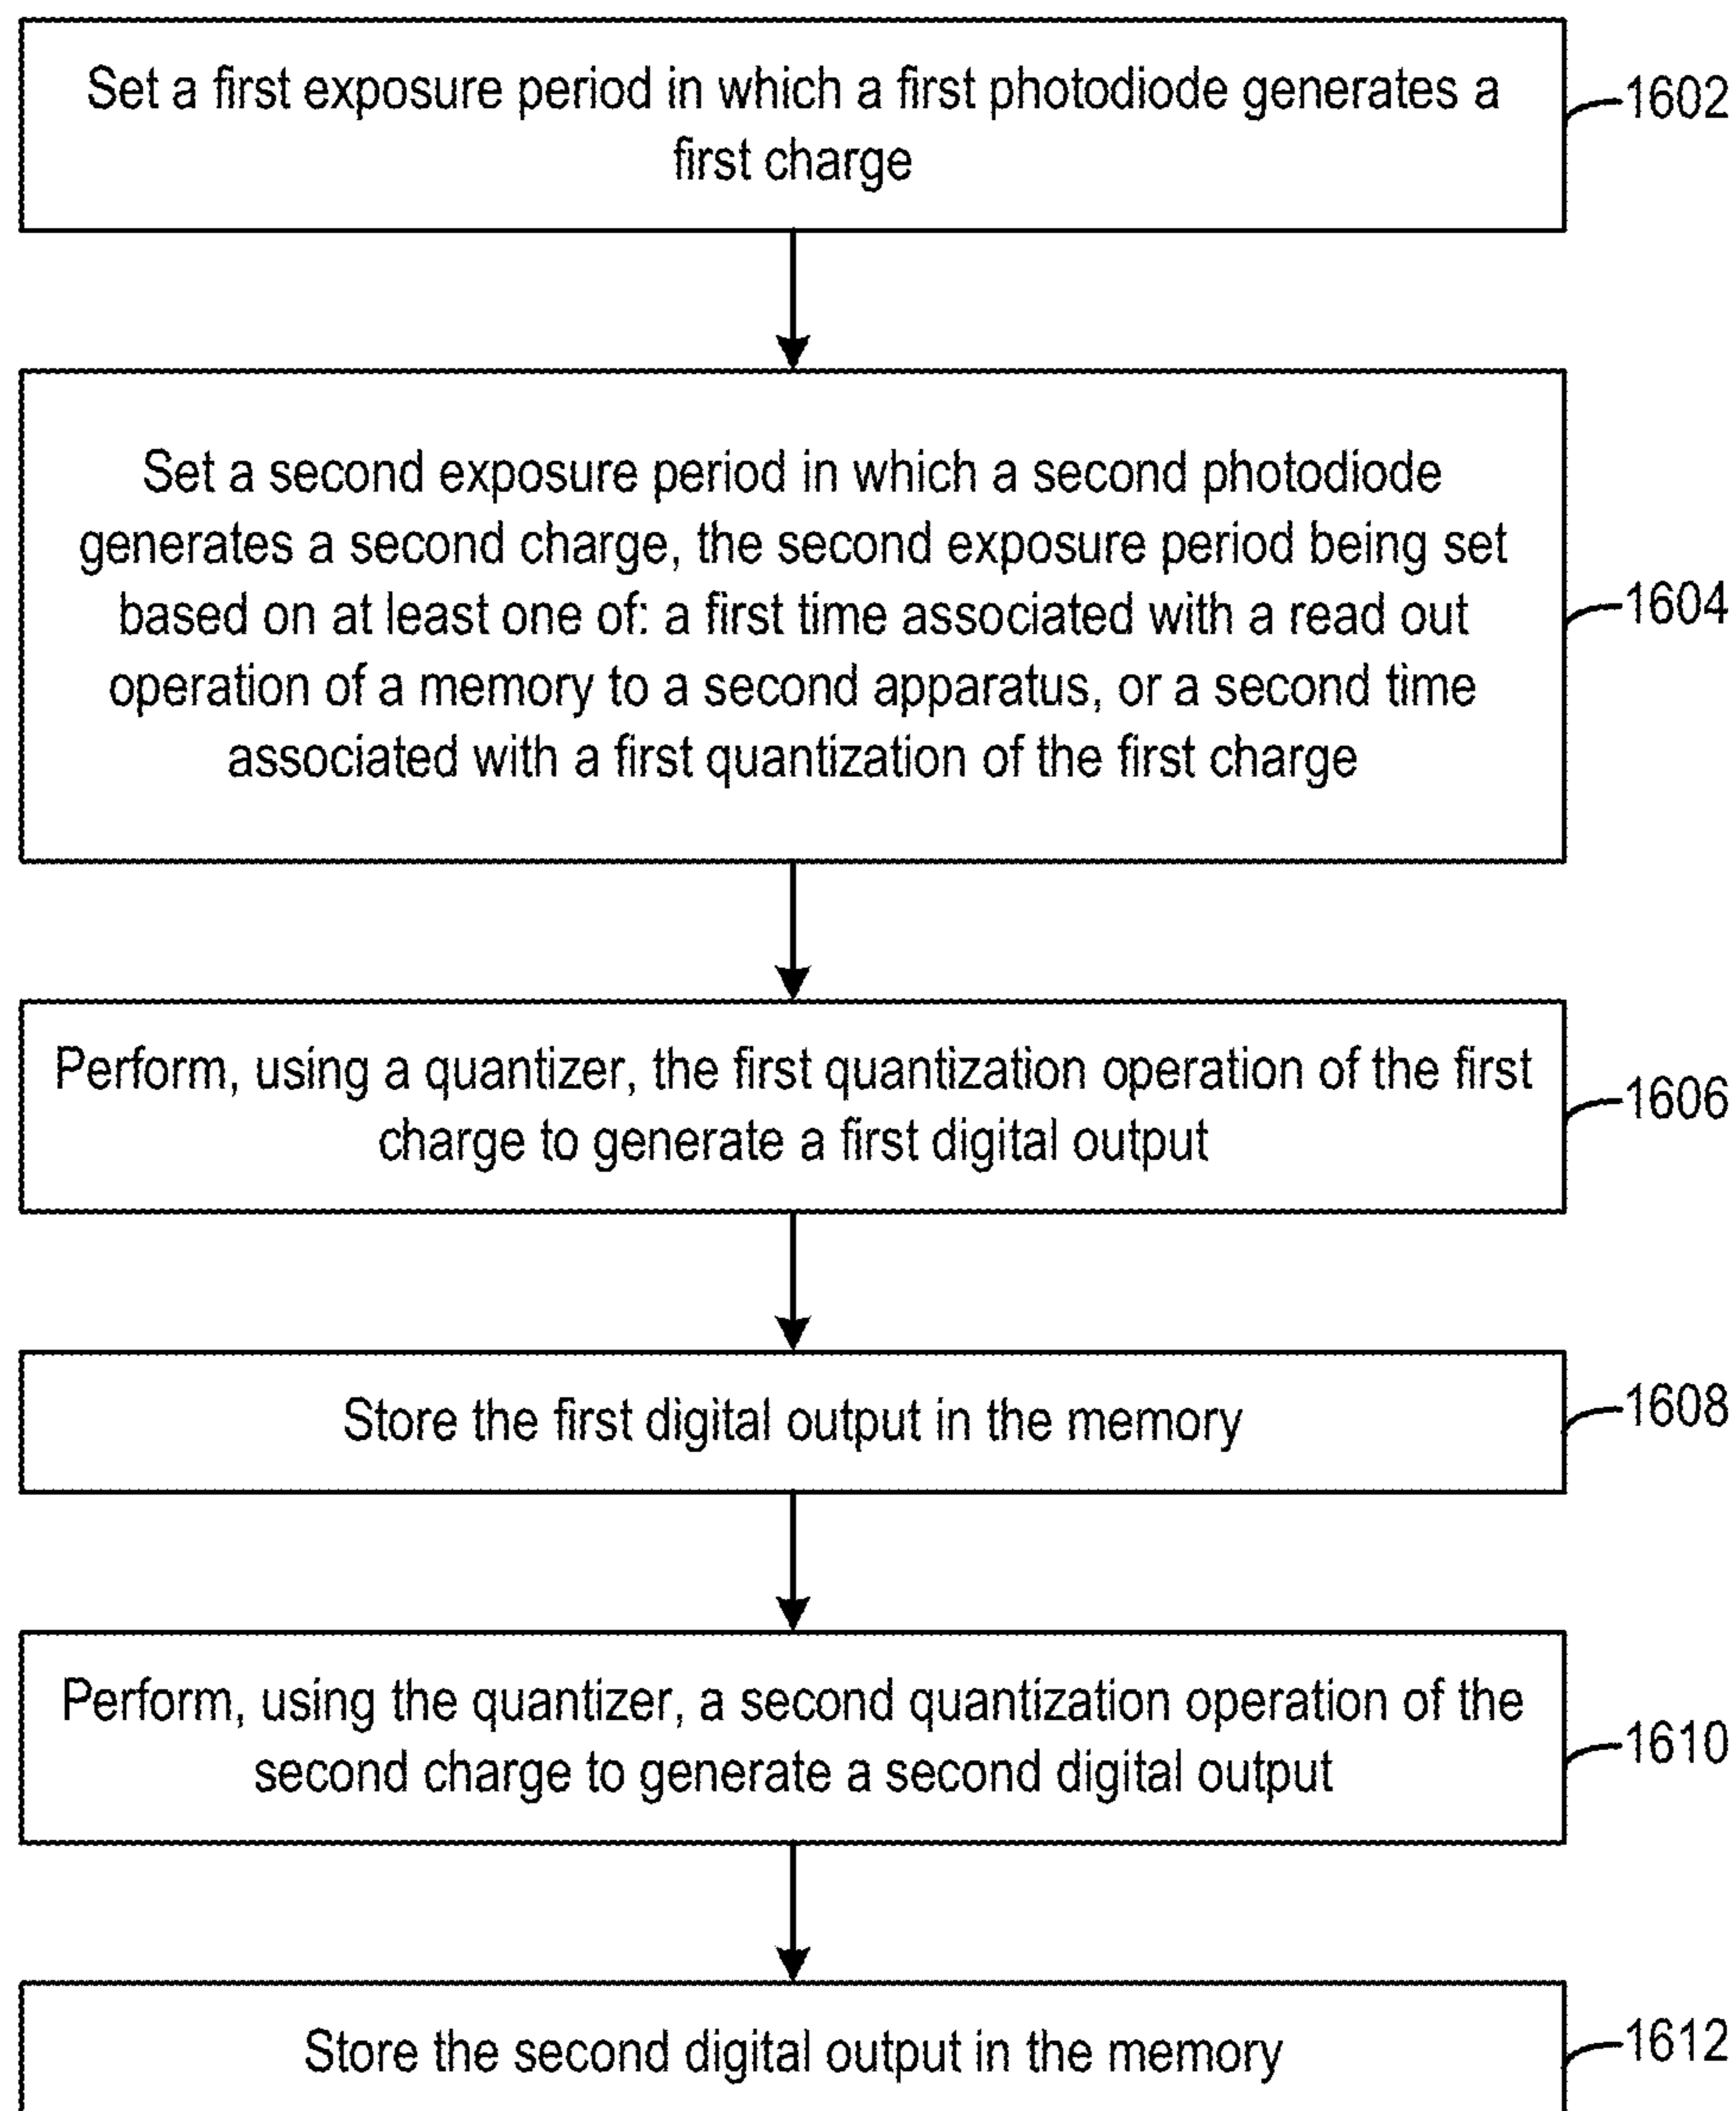 Set a first exposure period in which a first photodiode generates a
first charge
1602
Set a second exposure period in which a second photodiode
generates a second charge, the second exposure period being set
based on at least one of: a first time associated with a read out
operation of a memory to a second apparatus, or a second time
associated with a first quantization of the first charge
1604
Perform, using a quantizer, the first quantization operation of the first
charge to generate a first digital output
1606
Store the first digital output in the memory
1608
Perform, using the quantizer, a second quantization operation of the
second charge to generate a second digital output
1610
Store the second digital output in the memory
1612